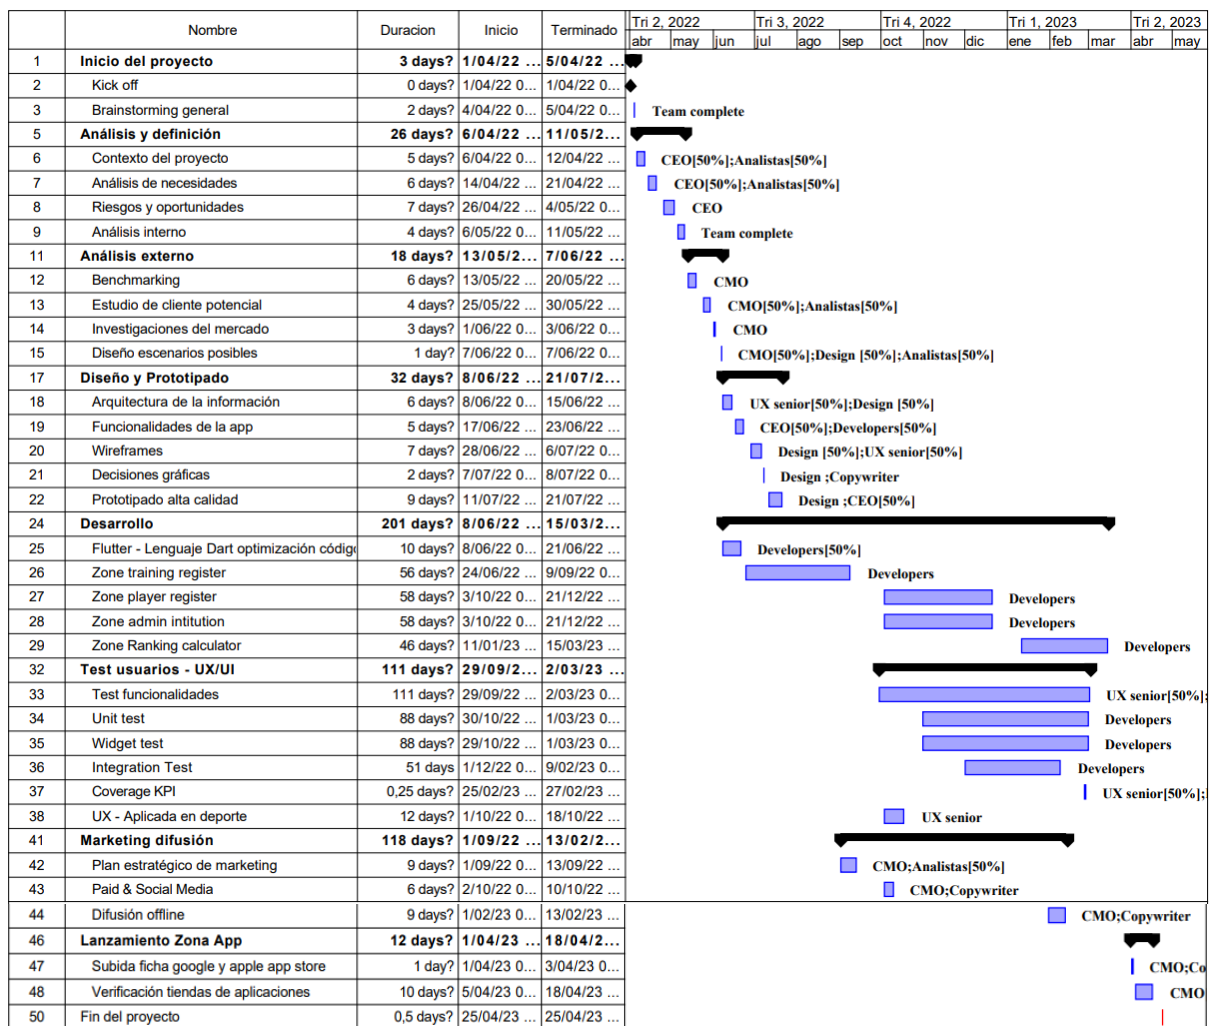 Nombre Duracion Inicio Terminado Tri 2, 2022 Tri 3, 2022 Tri 4, 2022 Tri 1, 2023 Tri 2, 2023
abr may jun jul ago sep oct nov dic ene feb mar abr may
1 Inicio del proyecto 3 days? 1/04/22 ... 5/04/22 ...
2 Kick off 0 days? 1/04/22 0... 1/04/22 0...
3 Brainstorming general 2 days? 4/04/22 0... 5/04/22 0... Team complete
5 Análisis y definición 26 days? 6/04/22 ... 11/05/2...
6 Contexto del proyecto 5 days? 6/04/22 0... 12/04/22 ... CEO[50%];Analistas[50%]
7 Análisis de necesidades 6 days? 14/04/22 ... 21/04/22 ... CEO[50%];Analistas[50%]
8 Riesgos y oportunidades 7 days? 26/04/22 ... 4/05/22 0... CEO
9 Análisis interno 4 days? 6/05/22 0... 11/05/22 ... Team complete
11 Análisis externo 18 days? 13/05/2... 7/06/22 ...
12 Benchmarking 6 days? 13/05/22 ... 20/05/22 ... CMO
13 Estudio de cliente potencial 4 days? 25/05/22 ... 30/05/22 ... CMO[50%];Analistas[50%]
14 Investigaciones del mercado 3 days? 1/06/22 0... 3/06/22 0... CMO
15 Diseño escenarios posibles 1 day? 7/06/22 0... 7/06/22 0... CMO[50%];Design [50%];Analistas[50%]
17 Diseño y Prototipado 32 days? 8/06/22 ... 21/07/2...
18 Arquitectura de la información 6 days? 8/06/22 0... 15/06/22 ... UX senior[50%];Design [50%]
19 Funcionalidades de la app 5 days? 17/06/22 ... 23/06/22 ... CEO[50%];Developers[50%]
20 Wireframes 7 days? 28/06/22 ... 6/07/22 0... Design [50%];UX senior[50%]
21 Decisiones gráficas 2 days? 7/07/22 0... 8/07/22 0... Design ;Copywriter
22 Prototipado alta calidad 9 days? 11/07/22 ... 21/07/22 ... Design ;CEO[50%]
24 Desarrollo 201 days? 8/06/22 ... 15/03/2...
25 Flutter - Lenguaje Dart optimización código 10 days? 8/06/22 0... 21/06/22 ... Developers[50%]
26 Zone training register 56 days? 24/06/22 ... 9/09/22 0... Developers
27 Zone player register 58 days? 3/10/22 0... 21/12/22 ... Developers
28 Zone admin intitution 58 days? 3/10/22 0... 21/12/22 ... Developers
29 Zone Ranking calculator 46 days? 11/01/23 ... 15/03/23 ... Developers
32 Test usuarios - UX/UI 111 days? 29/09/2... 2/03/23 ...
33 Test funcionalidades 111 days? 29/09/22 ... 2/03/23 0... UX senior[50%];
34 Unit test 88 days? 30/10/22 ... 1/03/23 0... Developers
35 Widget test 88 days? 29/10/22 ... 1/03/23 0... Developers
36 Integration Test 51 days 1/12/22 0... 9/02/23 0... Developers
37 Coverage KPI 0,25 days? 25/02/23 ... 27/02/23 ... UX senior[50%];
38 UX - Aplicada en deporte 12 days? 1/10/22 0... 18/10/22 ... UX senior
41 Marketing difusión 118 days? 1/09/22 ... 13/02/2...
42 Plan estratégico de marketing 9 days? 1/09/22 0... 13/09/22 ... CMO;Analistas[50%]
43 Paid & Social Media 6 days? 2/10/22 0... 10/10/22 ... CMO;Copywriter
44 Difusión offline 9 days? 1/02/23 0... 13/02/23 ... CMO;Copywriter
46 Lanzamiento Zona App 12 days? 1/04/23 ... 18/04/2...
47 Subida ficha google y apple app store 1 day? 1/04/23 0... 3/04/23 0... CMO;Co
48 Verificación tiendas de aplicaciones 10 days? 5/04/23 0... 18/04/23 ... CMO
50 Fin del proyecto 0,5 days? 25/04/23 ... 25/04/23 ...